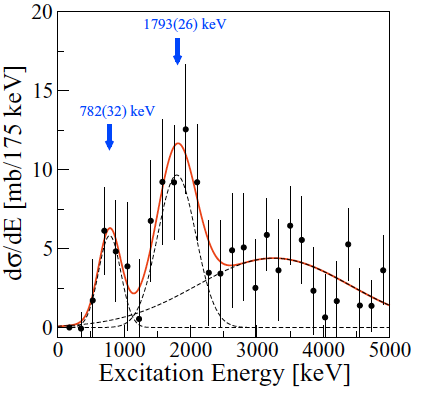 20
1793(26) keV
15
782(32) keV
10
5
0
dσ/dE [mb/175 keV]
0 1000 2000 3000 4000 5000
Excitation Energy [keV]